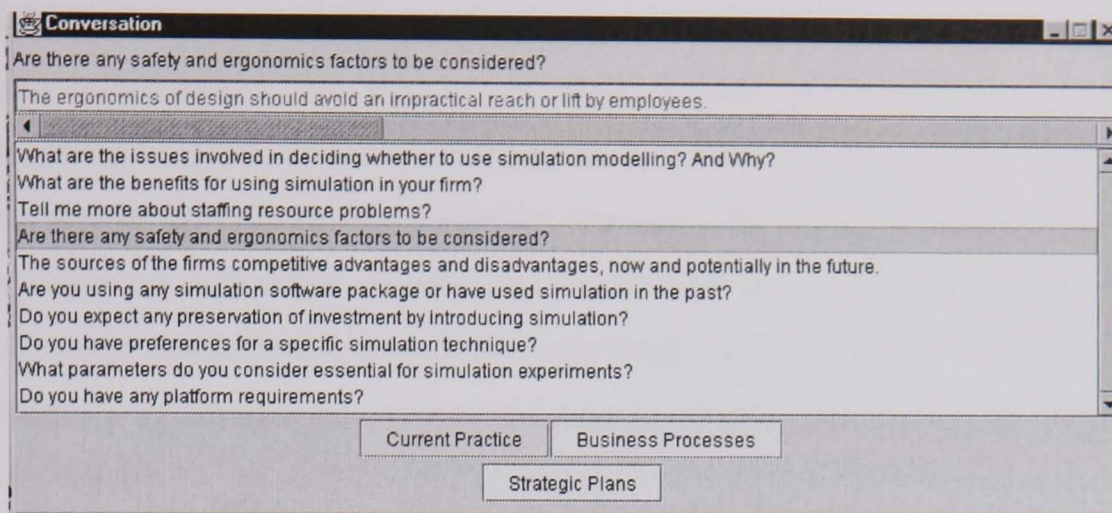 Conversation
Are there any safety and ergonomics factors to be considered?
The ergonomics of design should avoid an impractical reach or lift by employees.
What are the issues involved in deciding whether to use simulation modelling? And Why?
What are the benefits for using simulation in your firm?
Tell me more about staffing resource problems?
Are there any safety and ergonomics factors to be considered?
The sources of the firms competitive advantages and disadvantages, now and potentially in the future.
Are you using any simulation software package or have used simulation in the past?
Do you expect any preservation of investment by introducing simulation?
Do you have preferences for a specific simulation technique?
What parameters do you consider essential for simulation experiments?
Do you have any platform requirements?
Current Practice Business Processes
Strategic Plans